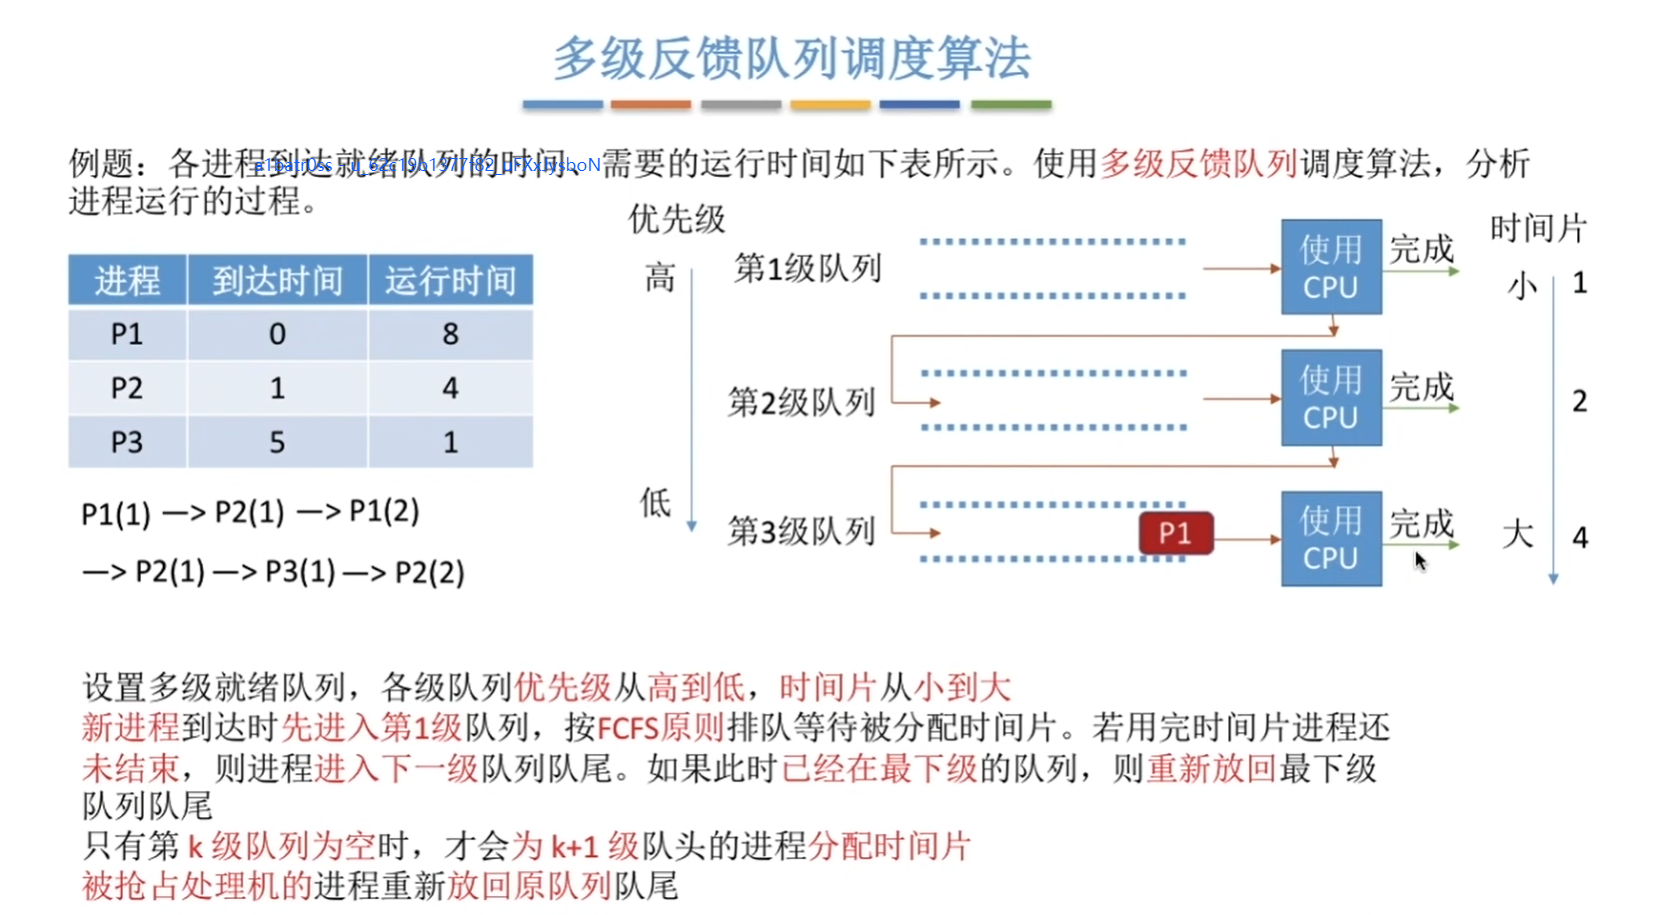 多级反馈队列调度算法
例题：各进程到达就绪队列的时间、需要的运行时间如下表所示。使用多级反馈队列调度算法，分析
进程运行的过程。
进程 到达时间 运行时间
P1 0 8
P2 1 4
P3 5 1
P1(1) —> P2(1) —> P1(2)
—> P2(1) —> P3(1) —> P2(2)
优先级
高
低
第1级队列
使用
CPU
完成
第2级队列
使用
CPU
完成
第3级队列
P1
使用
CPU
完成
时间片
小 1
2
大 4
设置多级就绪队列，各级队列优先级从高到低，时间片从小到大
新进程到达时先进入第1级队列，按FCFS原则排队等待被分配时间片。若用完时间片进程还
未结束，则进程进入下一级队列队尾。如果此时已经在最下级的队列，则重新放回最下级
队列队尾
只有第 k 级队列为空时，才会为 k+1 级队头的进程分配时间片
被抢占处理机的进程重新放回原队列队尾